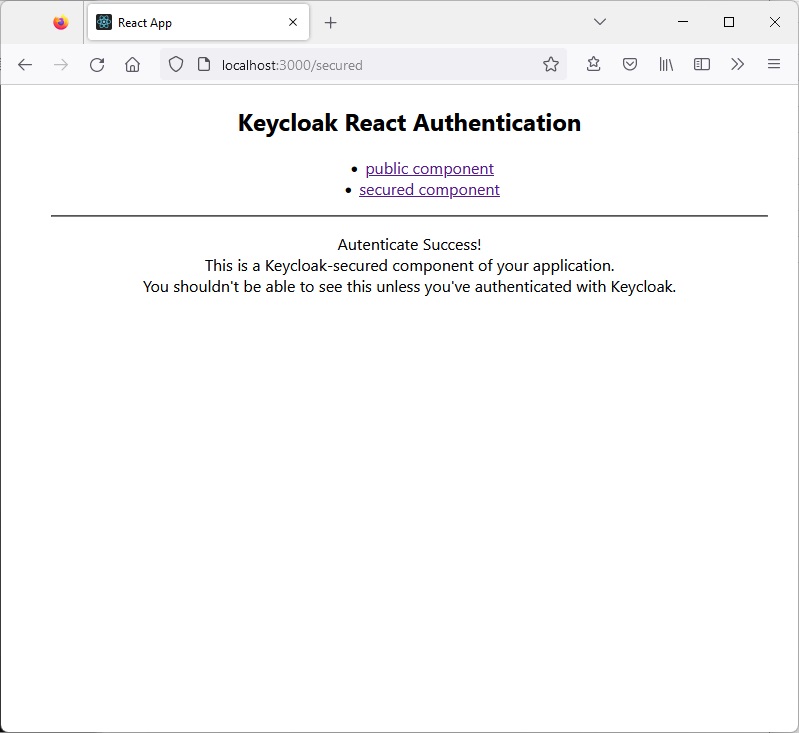 React App
localhost:3000/secured
Keycloak React Authentication
public component
secured component
Autenticate Success!
This is a Keycloak-secured component of your application.
You shouldn't be able to see this unless you've authenticated with Keycloak.